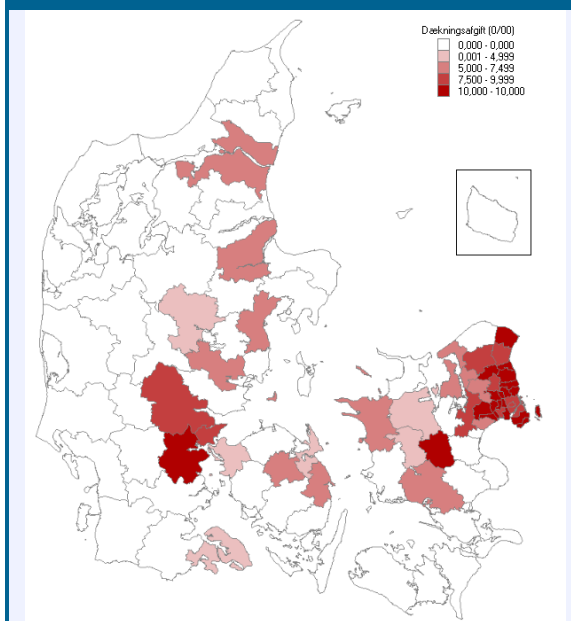 Dækningsafgift (0/00)
0,000 - 0,000
0,001 - 4,999
5,000 - 7,499
7,500 - 9,999
10,000 - 10,000